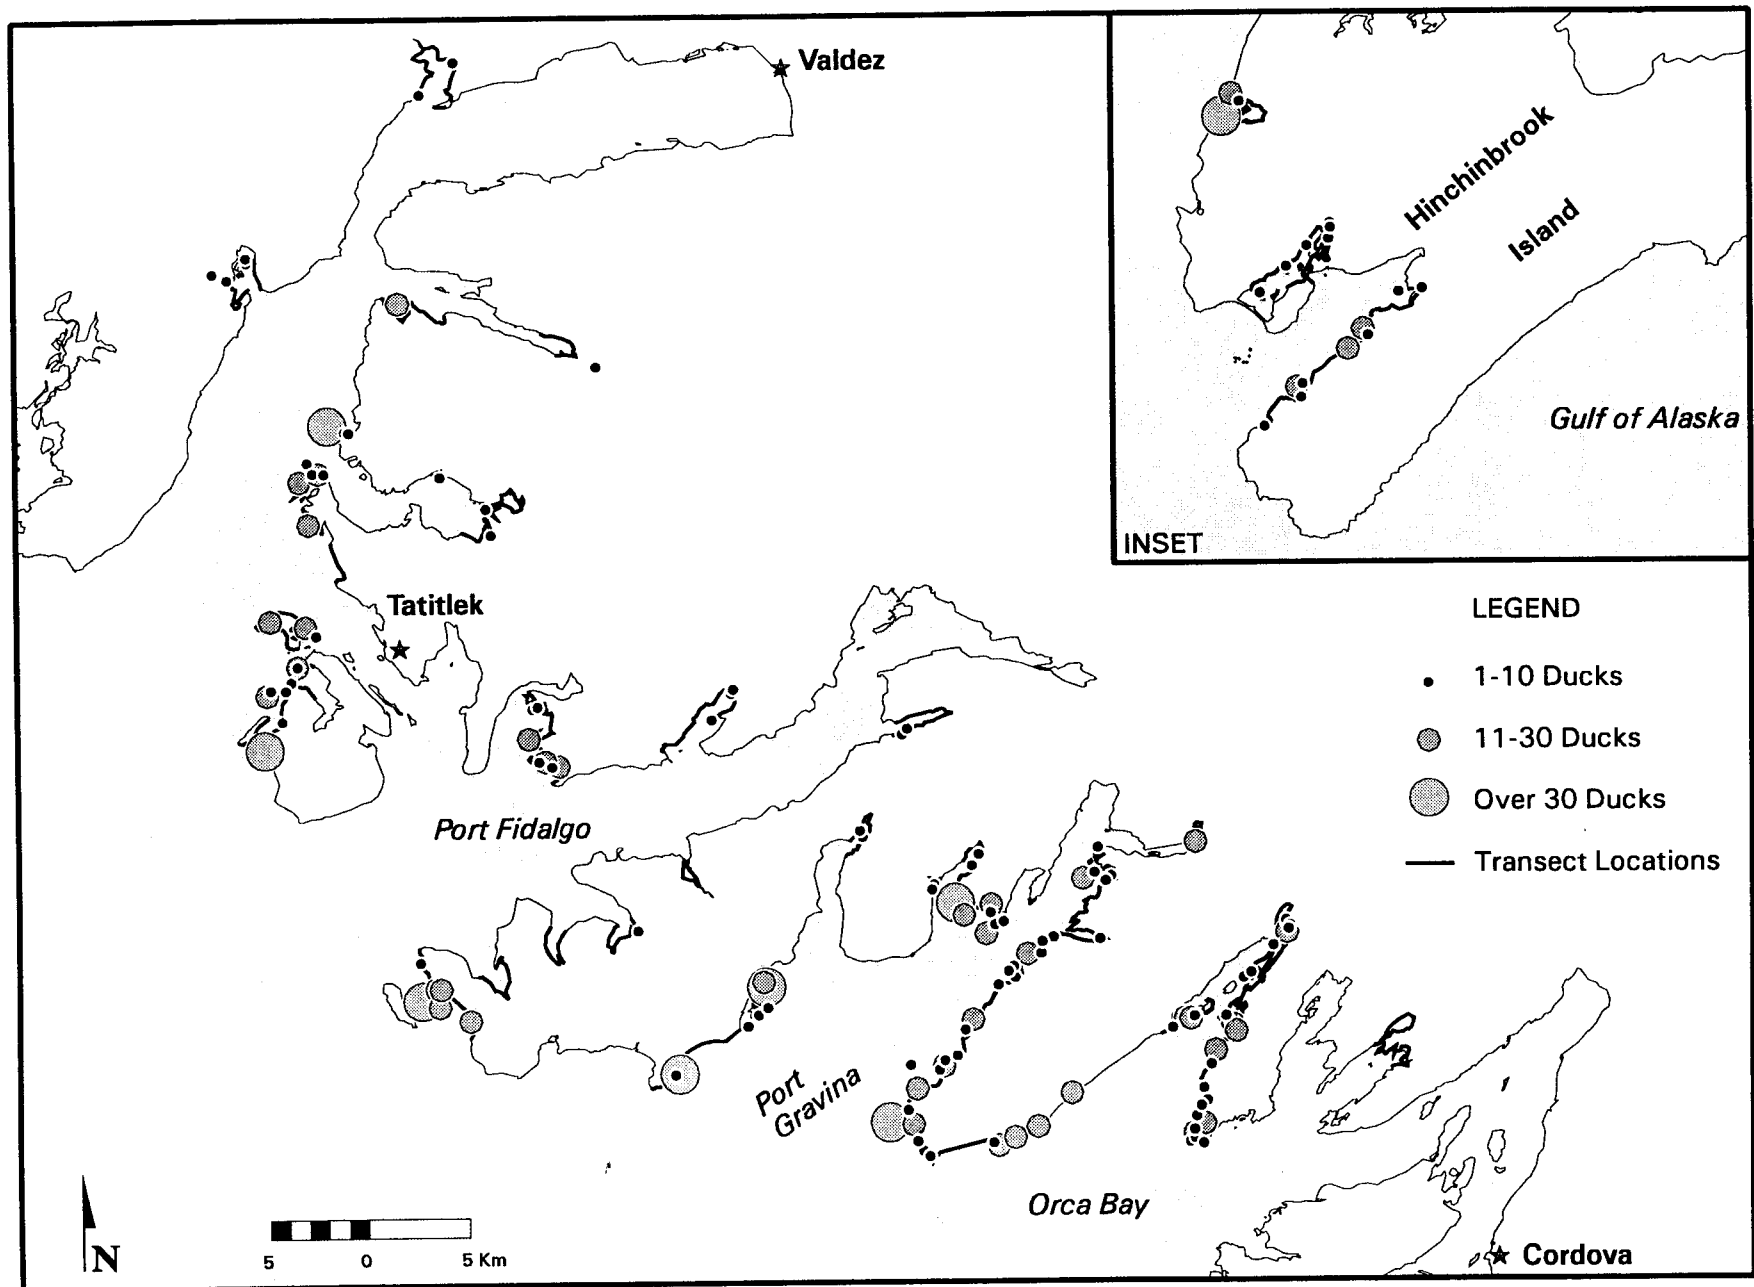 Valdez
Hinchinbrook
Island
Gulf of Alaska
INSET
Tatitlek
LEGEND
1-10 Ducks
11-30 Ducks
Over 30 Ducks
Transect Locations
Port Fidalgo
Port
Gravina
Orca Bay
N
5 0 5 Km
Cordova